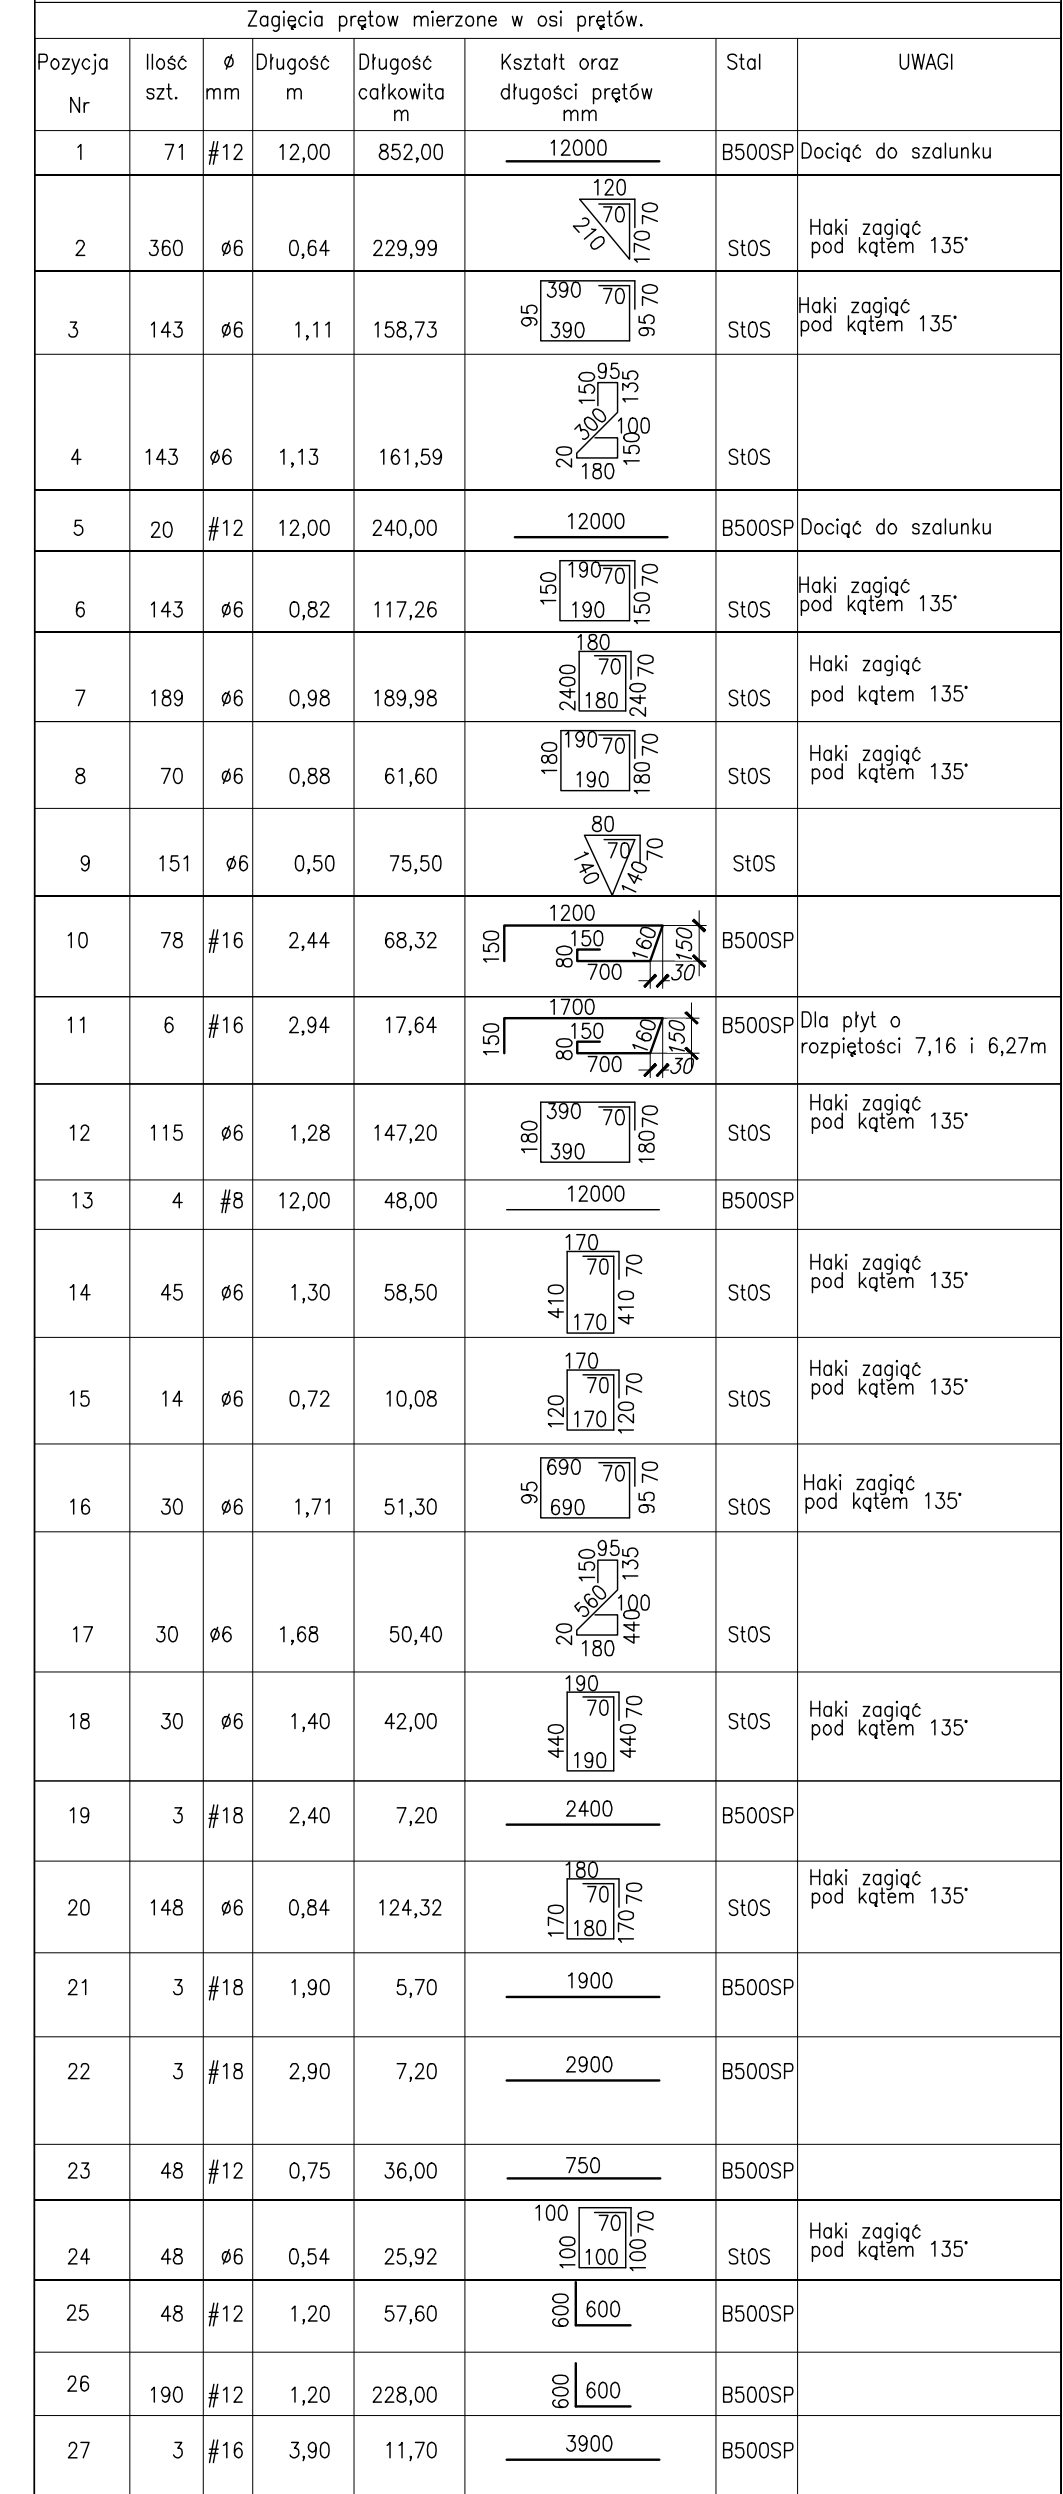 Zagięcia prętow mierzone w osi prętów.
Pozycja Nr Ilość szt. ø mm Długość m Długość całkowita m Kształt oraz długości prętów mm Stal UWAGI
1 71 #12 12,00 852,00 12000 B500SP Dociąć do szalunku
2 360 ø6 0,64 229,99 120 70 70 210 170 St0S Haki zagiąć pod kątem 135°
3 143 ø6 1,11 158,73 390 70 70 95 95 390 St0S Haki zagiąć pod kątem 135°
4 143 ø6 1,13 161,59 95 150 135 300 100 20 150 180 St0S
5 20 #12 12,00 240,00 12000 B500SP Dociąć do szalunku
6 143 ø6 0,82 117,26 190 70 70 150 150 190 St0S Haki zagiąć pod kątem 135°
7 189 ø6 0,98 189,98 180 70 70 2400 240 180 St0S Haki zagiąć pod kątem 135°
8 70 ø6 0,88 61,60 190 70 70 180 180 190 St0S Haki zagiąć pod kątem 135°
9 151 ø6 0,50 75,50 80 70 70 140 140 St0S
10 78 #16 2,44 68,32 1200 150 150 80 160 150 700 30 B500SP
11 6 #16 2,94 17,64 1700 150 150 80 160 150 700 30 B500SP Dla płyt o rozpiętości 7,16 i 6,27m
12 115 ø6 1,28 147,20 390 70 70 180 180 390 St0S Haki zagiąć pod kątem 135°
13 4 #8 12,00 48,00 12000 B500SP
14 45 ø6 1,30 58,50 170 70 70 410 410 170 St0S Haki zagiąć pod kątem 135°
15 14 ø6 0,72 10,08 170 70 70 120 120 170 St0S Haki zagiąć pod kątem 135°
16 30 ø6 1,71 51,30 690 70 70 95 95 690 St0S Haki zagiąć pod kątem 135°
17 30 ø6 1,68 50,40 95 150 135 560 100 20 440 180 St0S
18 30 ø6 1,40 42,00 190 70 70 440 440 190 St0S Haki zagiąć pod kątem 135°
19 3 #18 2,40 7,20 2400 B500SP
20 148 ø6 0,84 124,32 180 70 70 170 170 180 St0S Haki zagiąć pod kątem 135°
21 3 #18 1,90 5,70 1900 B500SP
22 3 #18 2,90 7,20 2900 B500SP
23 48 #12 0,75 36,00 750 B500SP
24 48 ø6 0,54 25,92 100 70 70 100 100 100 St0S Haki zagiąć pod kątem 135°
25 48 #12 1,20 57,60 600 600 B500SP
26 190 #12 1,20 228,00 600 600 B500SP
27 3 #16 3,90 11,70 3900 B500SP